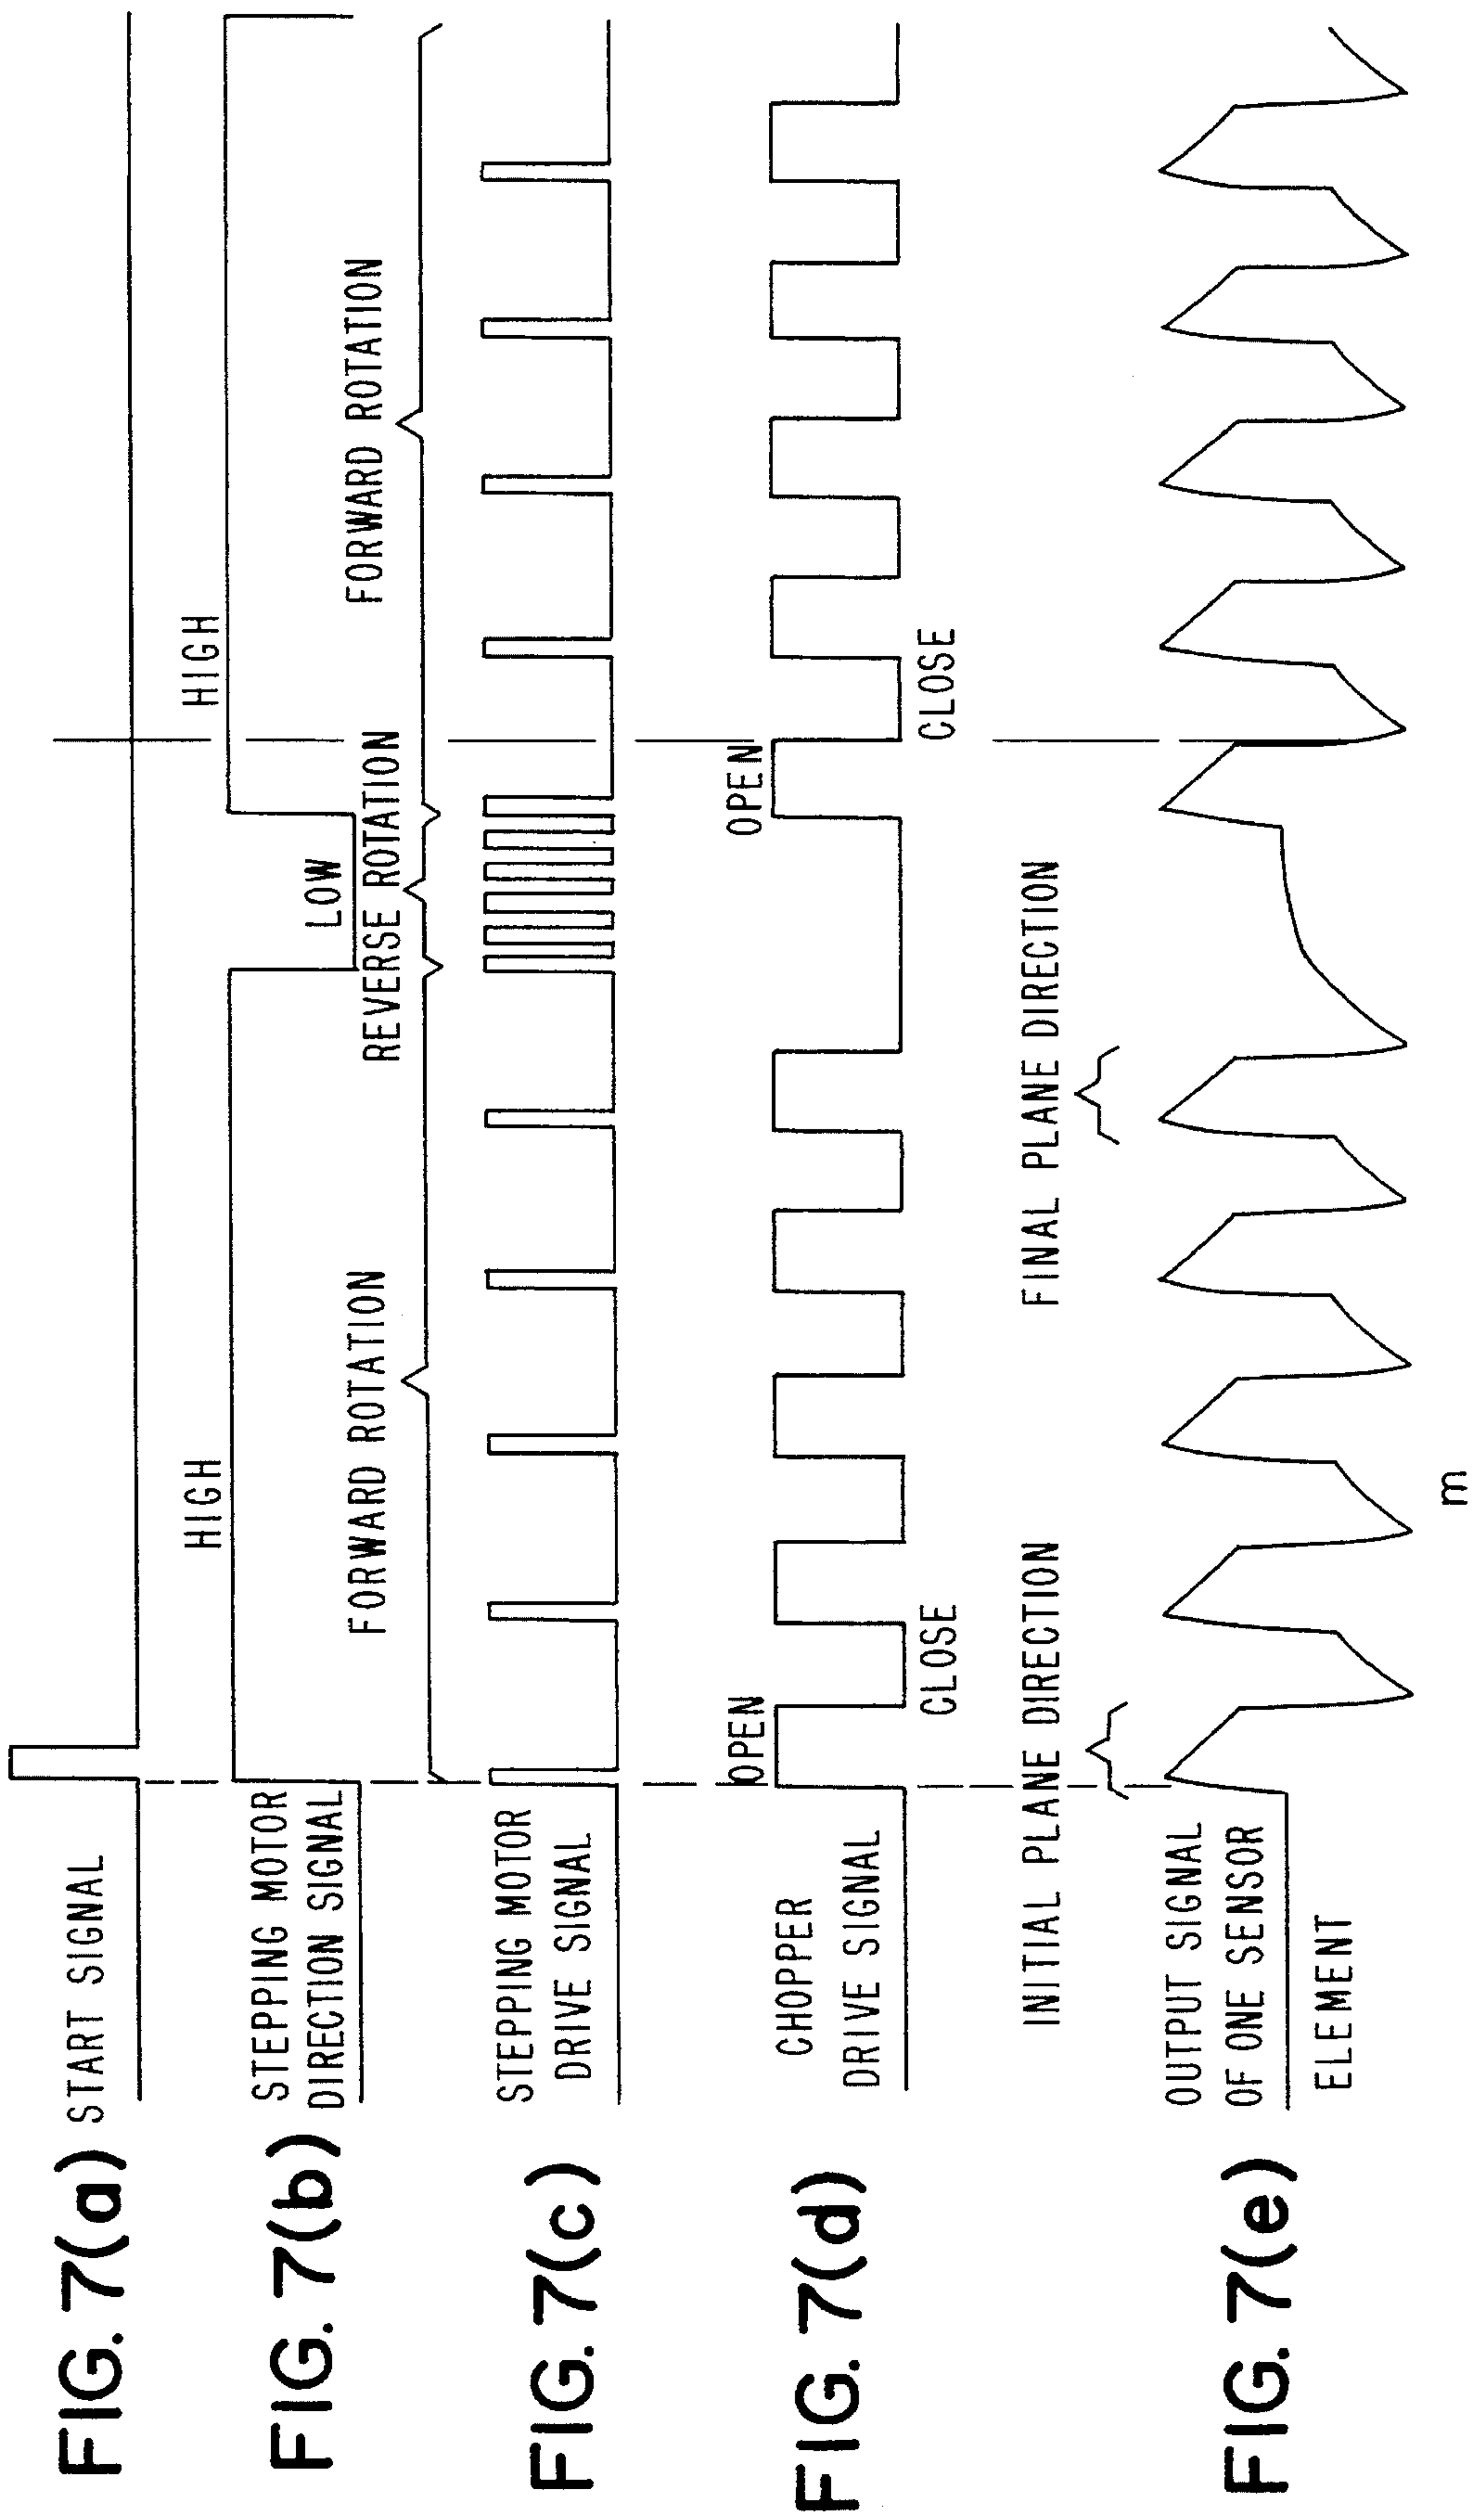 FIG. 7(a)
START SIGNAL
FIG. 7(b)
STEPPING MOTOR
DIRECTION SIGNAL
HIGH
LOW
HIGH
FORWARD ROTATION
REVERSE ROTATION
FORWARD ROTATION
FIG. 7(c)
STEPPING MOTOR
DRIVE SIGNAL
FIG. 7(d)
CHOPPER
DRIVE SIGNAL
OPEN
CLOSE
OPEN
CLOSE
INITIAL PLANE DIRECTION
FINAL PLANE DIRECTION
FIG. 7(e)
OUTPUT SIGNAL
OF ONE SENSOR
ELEMENT
m